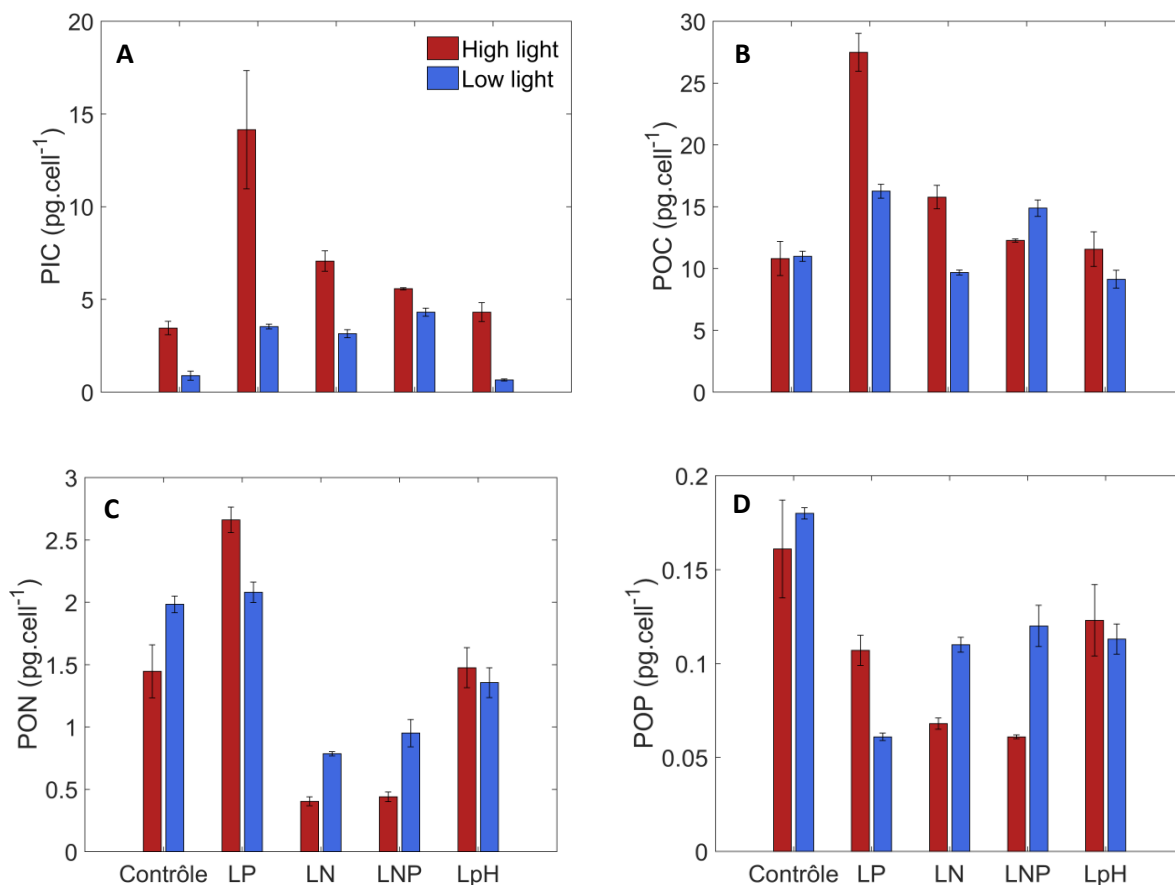 A
High light
Low light
PIC (pg.cell⁻¹)
20
15
10
5
0
B
POC (pg.cell⁻¹)
30
25
20
15
10
5
0
C
PON (pg.cell⁻¹)
3
2.5
2
1.5
1
0.5
0
Contrôle LP LN LNP LpH
D
POP (pg.cell⁻¹)
0.2
0.15
0.1
0.05
0
Contrôle LP LN LNP LpH